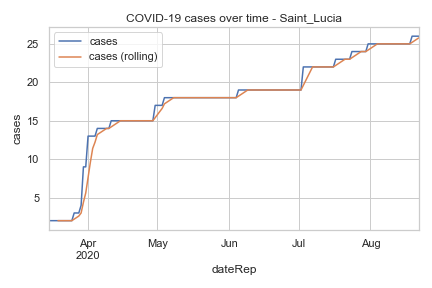 COVID-19 cases over time - Saint_Lucia
cases
cases (rolling)
25
20
15
10
5
cases
Apr
2020
May
Jun
Jul
Aug
dateRep